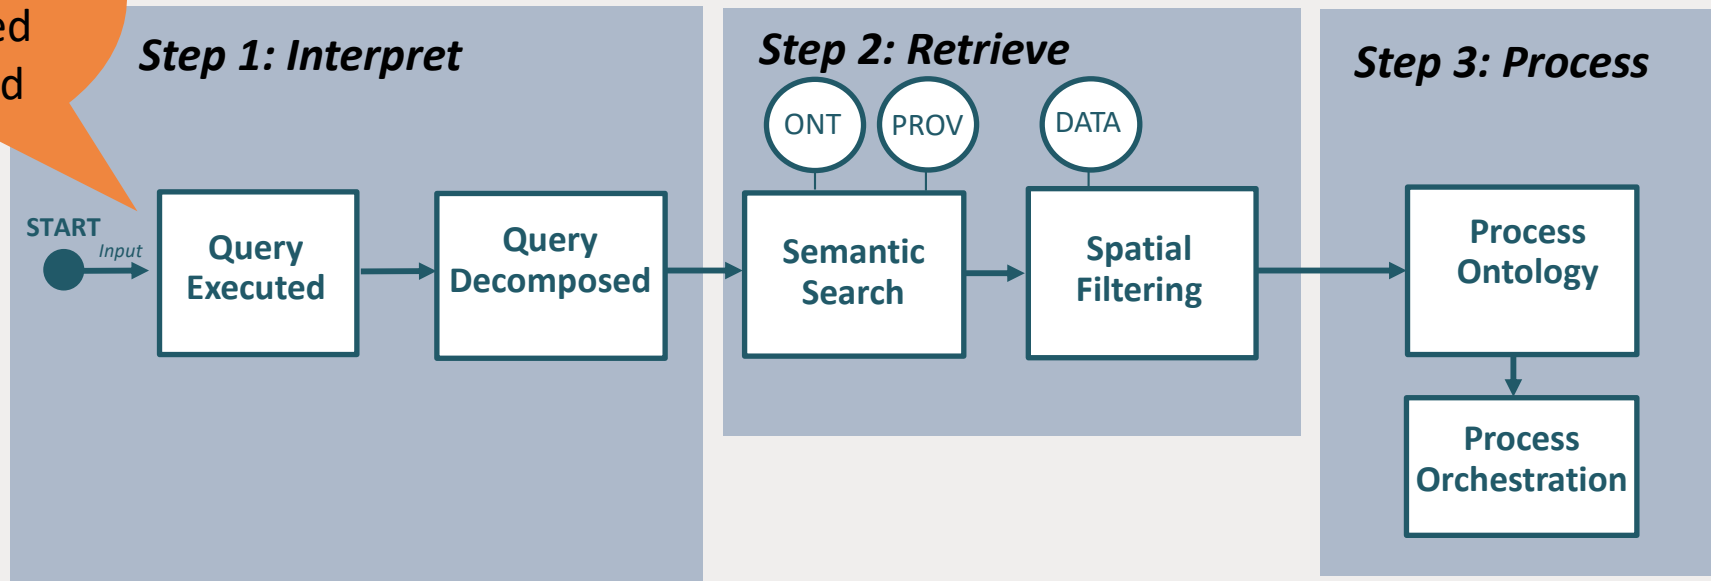 Step 1: Interpret
START
Input
Query
Executed
Query
Decomposed
Step 2: Retrieve
ONT
PROV
DATA
Semantic
Search
Spatial
Filtering
Step 3: Process
Process
Ontology
Process
Orchestration